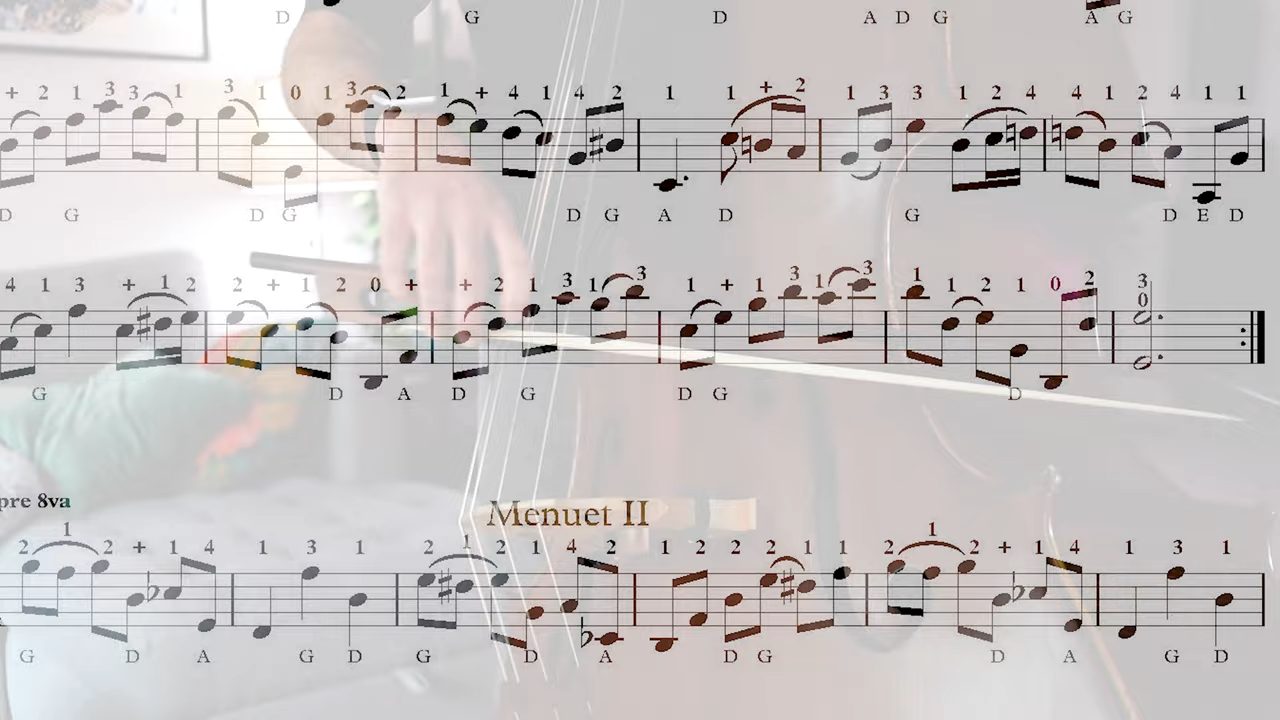 D G D A D G A G
+ 2 1 3 3 1 3 1 0 1 3 2 1 + 4 1 4 2 1 1 + 2 1 3 3 1 2 4 4 1 2 4 1 1
D G D G D G A D G D E D
4 1 3 + 1 2 2 + 1 2 0 + + 2 1 3 1 3 1 + 1 3 1 3 1 1 2 1 0 2 3
0
G D A D G D G D
pre 8va
Menuet II
1 1 1
2 2 + 1 4 1 3 1 2 1 2 1 4 2 1 2 2 2 1 1 2 2 + 1 4 1 3 1
G D A G D G D A D G D A G D